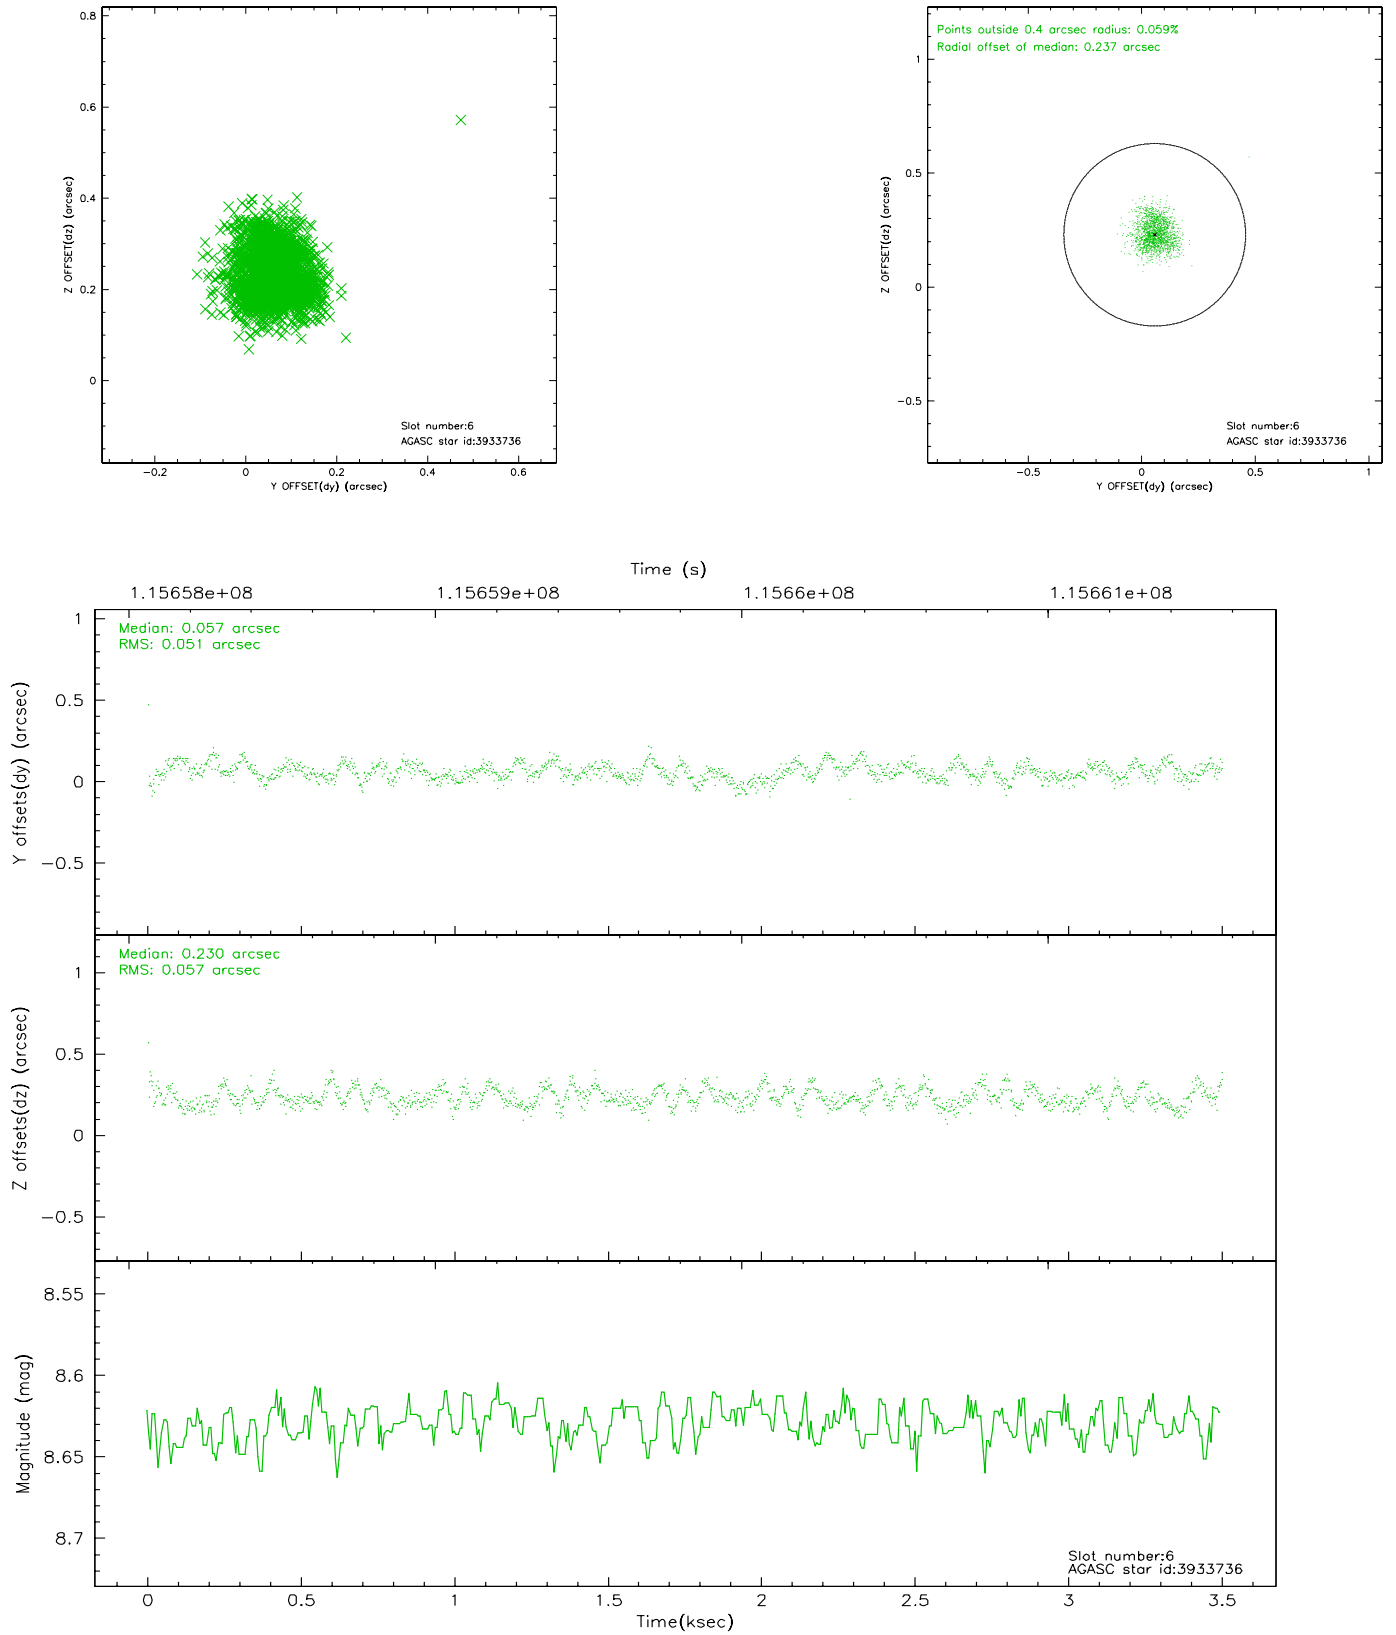 0.8
0.6
0.4
0.2
0
Z OFFSET(dz) (arcsec)
Slot number:6
AGASC star id:3933736
−0.2 0 0.2 0.4 0.6
Y OFFSET(dy) (arcsec)
Points outside 0.4 arcsec radius: 0.059%
Radial offset of median: 0.237 arcsec
1
0.5
0
−0.5
Z OFFSET(dz) (arcsec)
Slot number:6
AGASC star id:3933736
−0.5 0 0.5 1
Y OFFSET(dy) (arcsec)
Time (s)
1.15658e+08 1.15659e+08 1.1566e+08 1.15661e+08
Median: 0.057 arcsec
RMS: 0.051 arcsec
1
0.5
0
−0.5
Y offsets(dy) (arcsec)
Median: 0.230 arcsec
RMS: 0.057 arcsec
1
0.5
0
−0.5
Z offsets(dz) (arcsec)
8.55
8.6
8.65
8.7
Magnitude (mag)
Slot number:6
AGASC star id:3933736
0 0.5 1 1.5 2 2.5 3 3.5
Time(ksec)